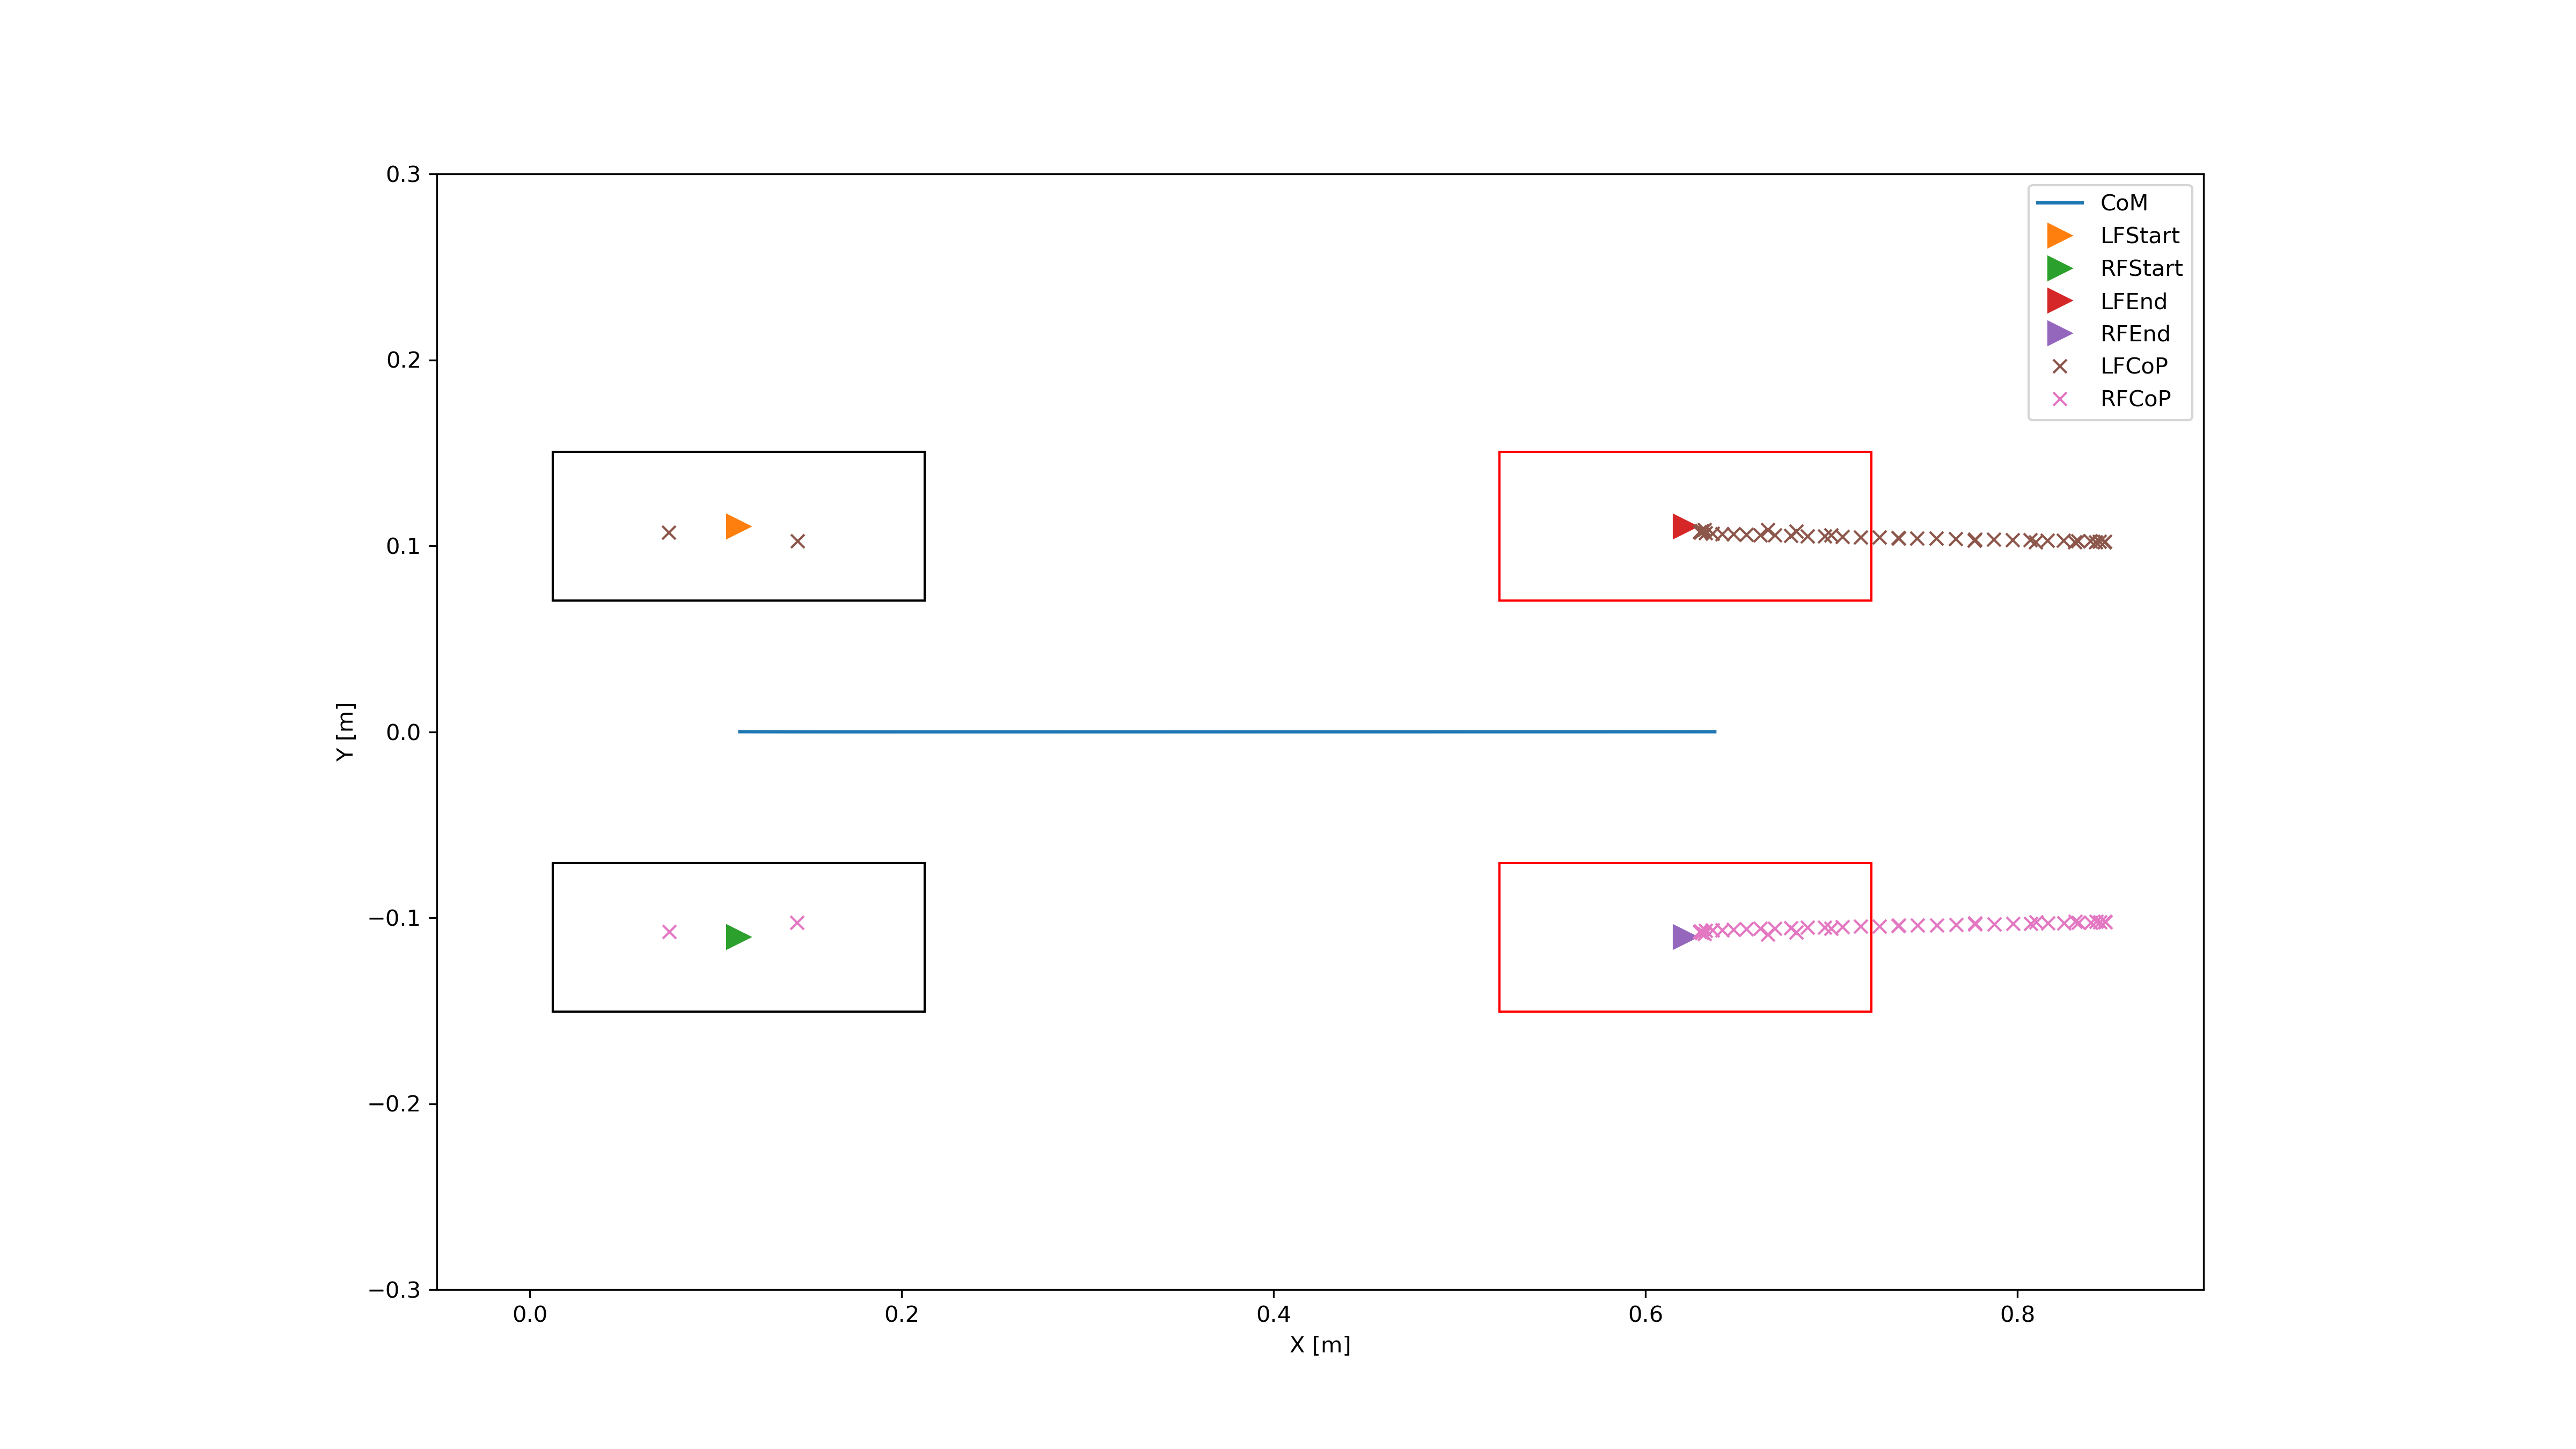 0.3
0.2
0.1
0.0
−0.1
−0.2
−0.3
Y [m]
0.0
0.2
0.4
0.6
0.8
X [m]
CoM
LFStart
RFStart
LFEnd
RFEnd
LFCoP
RFCoP